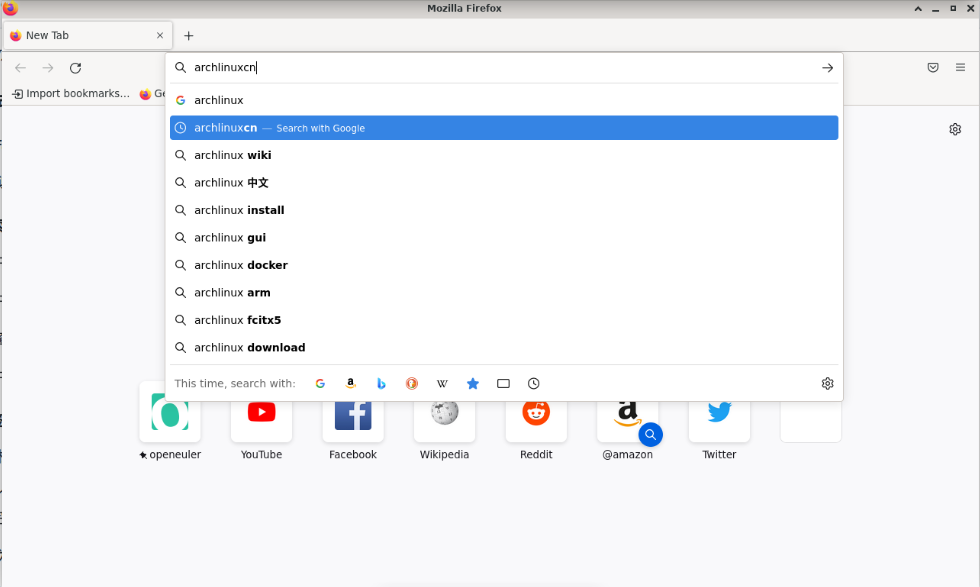 Mozilla Firefox
New Tab
archlinuxcn
Import bookmarks...
Ge
archlinux
archlinuxcn — Search with Google
archlinux wiki
archlinux 中文
archlinux install
archlinux gui
archlinux docker
archlinux arm
archlinux fcitx5
archlinux download
This time, search with:
openeuler
YouTube
Facebook
Wikipedia
Reddit
@amazon
Twitter